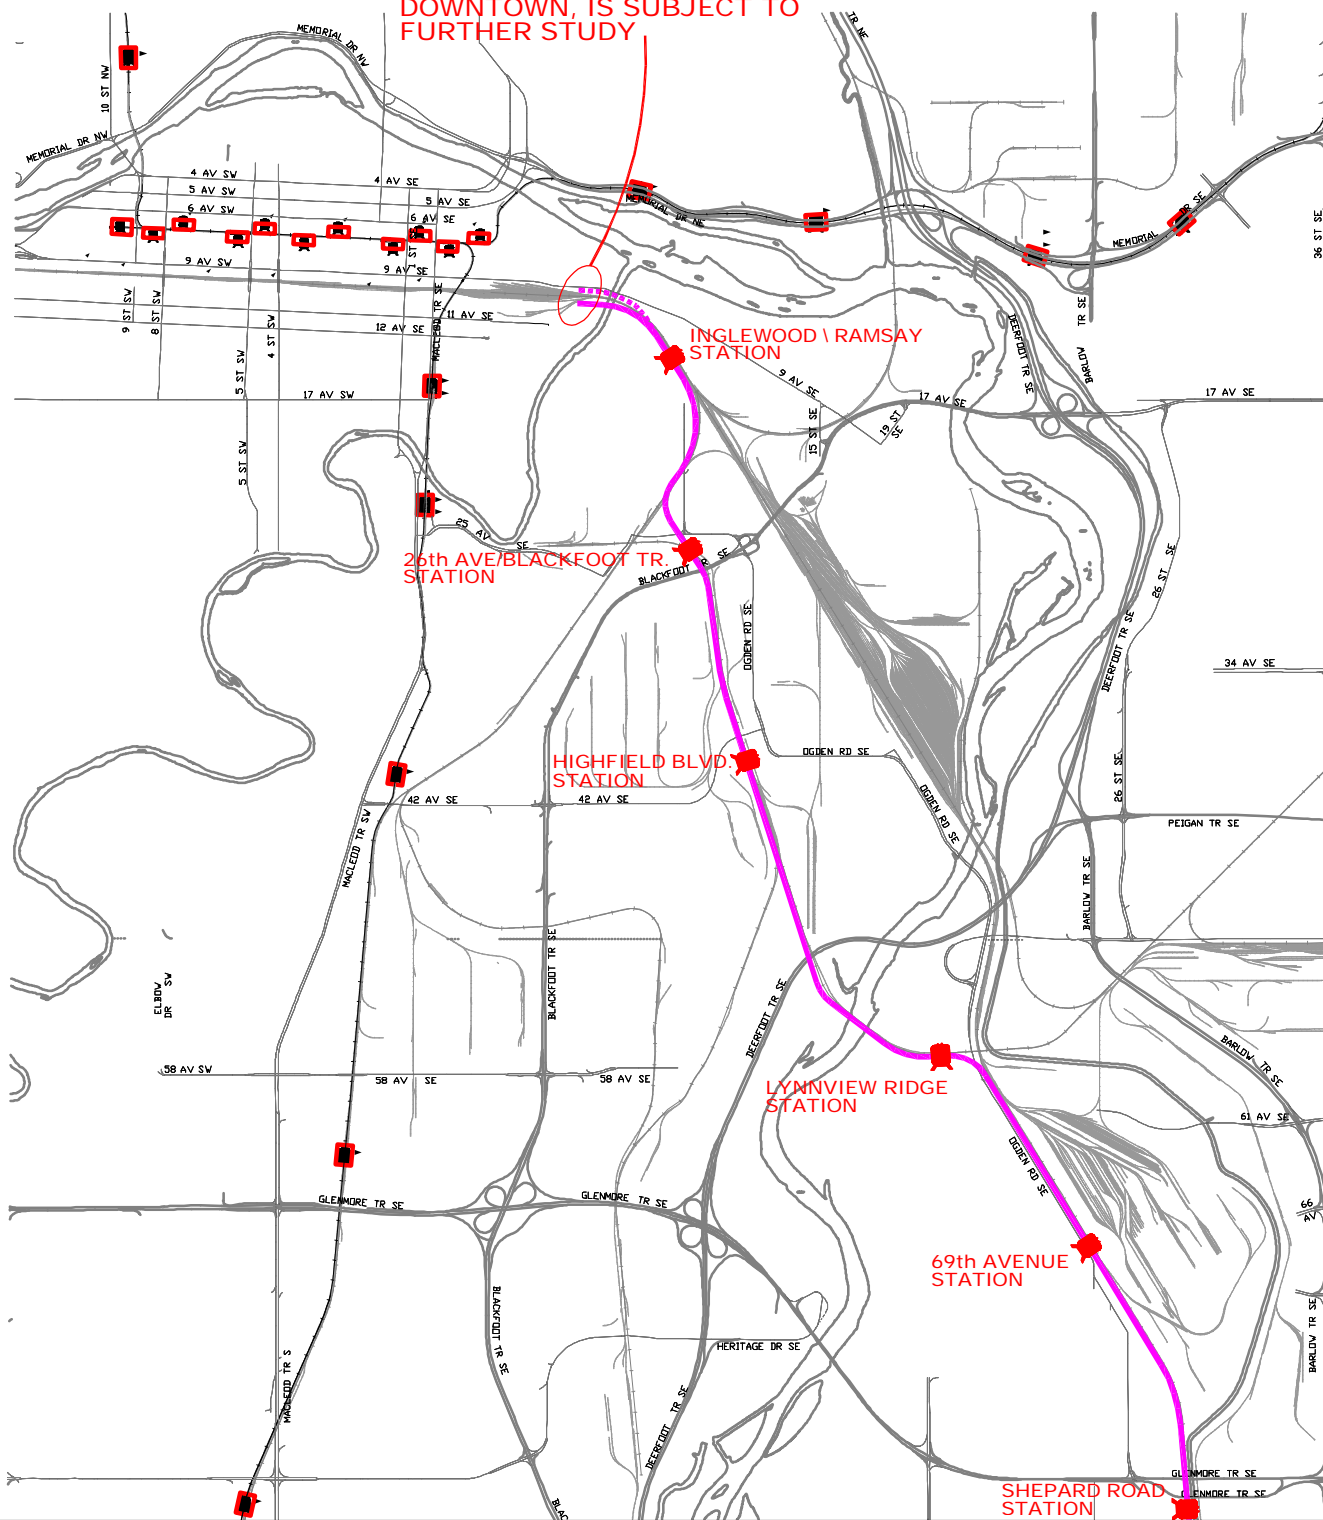 DOWNTOWN, IS SUBJECT TO
FURTHER STUDY
MEMORIAL DR NW
TR NE
10 ST NW
MEMORIAL DR NW
4 AV SW
4 AV SE
5 AV SW
5 AV SE
6 AV SW
6 AV SE
1 ST
MEMORIAL DR NE
MEMORIAL
DR SE
36 ST SE
9 AV SW
9 AV SE
9 ST SW
8 ST SW
4 ST SW
5 ST SW
5 ST SW
11 AV SE
12 AV SE
MACLEOD TR SE
17 AV SW
INGLEWOOD \ RAMSAY
STATION
9 AV SE
DEERFOOT TR SE
BARLOW TR SE
17 AV SE
17 AV SE
15 ST SE
19 ST
SE
25 AV SE
26th AVE/BLACKFOOT TR.
STATION
BLACKFOOT TR SE
26 ST SE
OGDEN RD SE
DEERFOOT TR SE
34 AV SE
HIGHFIELD BLVD.
STATION
OGDEN RD SE
26 ST SE
42 AV SE
42 AV SE
OGDEN RD SE
PEIGAN TR SE
MACLEOD TR SW
BARLOW TR SE
BLACKFOOT TR SE
ELBOW
DR SW
DEERFOOT TR SE
BARLOW TR SE
58 AV SW
58 AV SE
58 AV SE
LYNNVIEW RIDGE
STATION
61 AV SE
OGDEN RD SE
GLENMORE TR SE
GLENMORE TR SE
66
AV
69th AVENUE
STATION
BLACKFOOT TR SE
HERITAGE DR SE
BARLOW TR SE
MACLEOD TR S
DEERFOOT TR SE
GLENMORE TR SE
SHEPARD ROAD
STATION
GLENMORE TR SE
BLAC